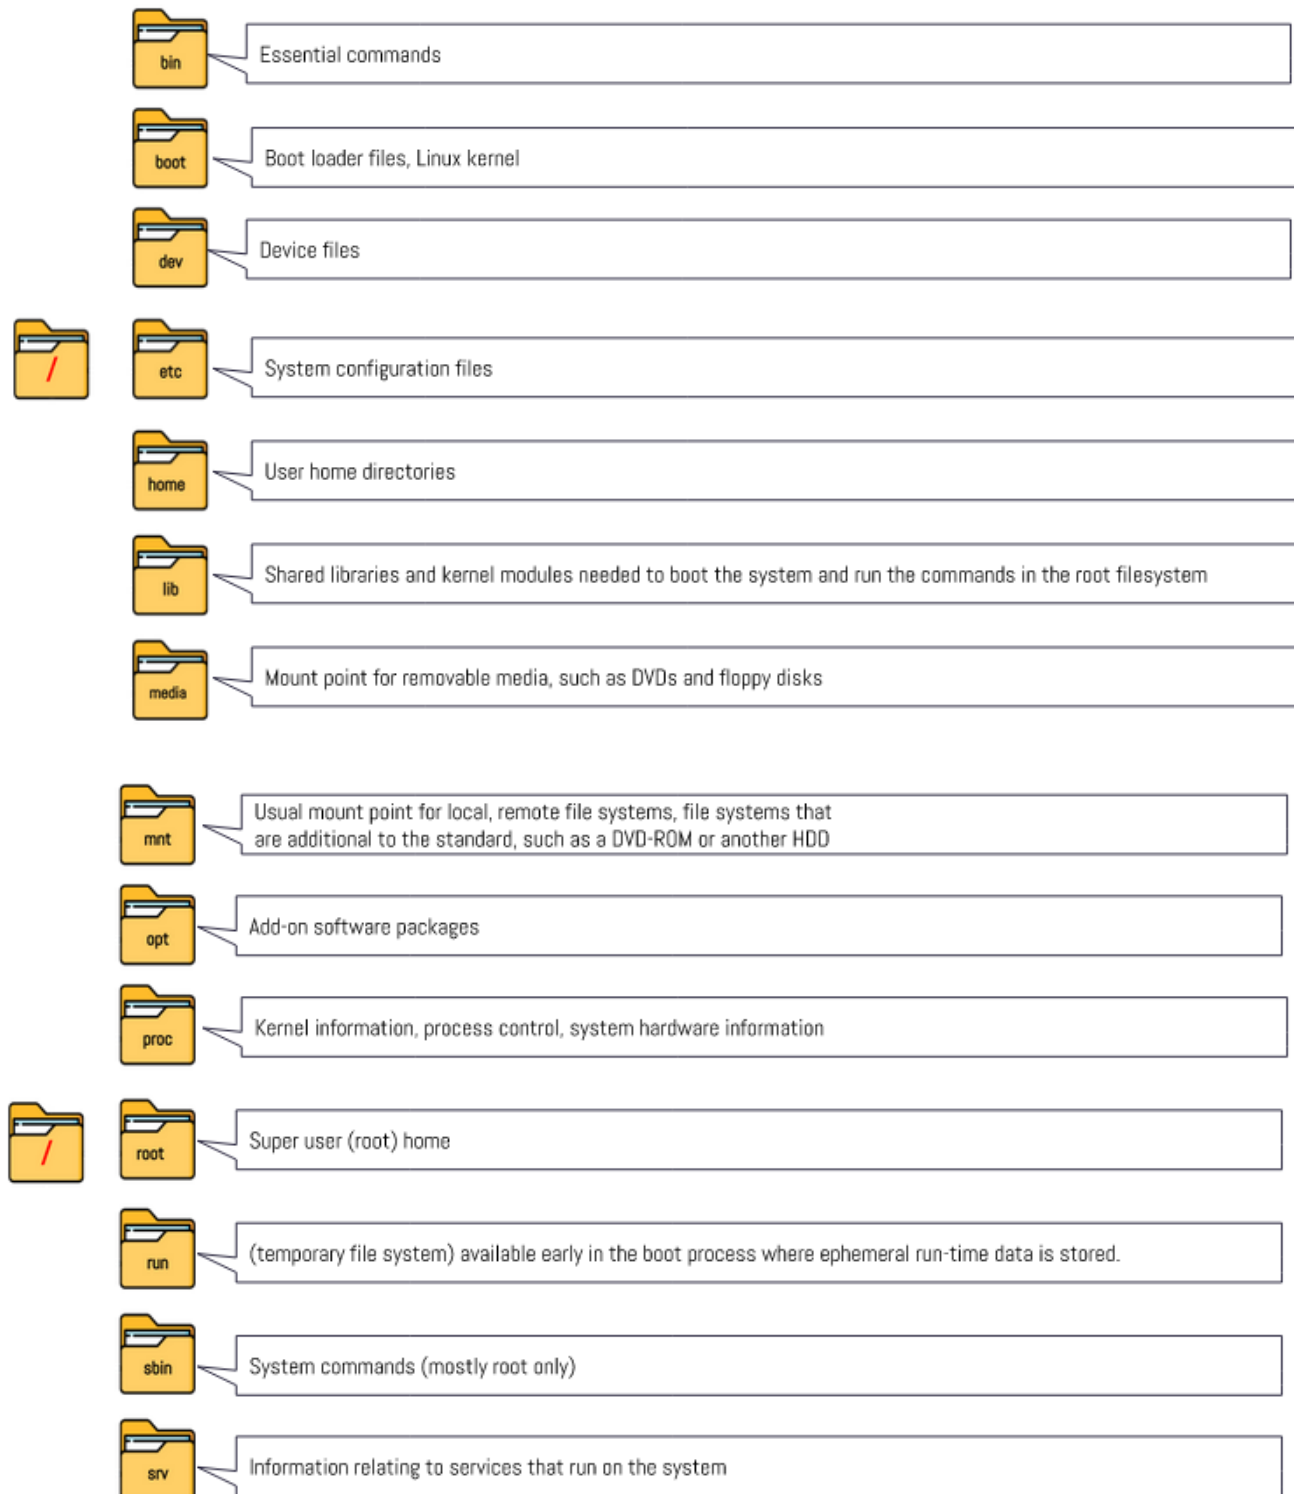 bin
Essential commands
boot
Boot loader files, Linux kernel
dev
Device files
/
etc
System configuration files
home
User home directories
lib
Shared libraries and kernel modules needed to boot the system and run the commands in the root filesystem
media
Mount point for removable media, such as DVDs and floppy disks
mnt
Usual mount point for local, remote file systems, file systems that
are additional to the standard, such as a DVD-ROM or another HDD
opt
Add-on software packages
proc
Kernel information, process control, system hardware information
/
root
Super user (root) home
run
(temporary file system) available early in the boot process where ephemeral run-time data is stored.
sbin
System commands (mostly root only)
srv
Information relating to services that run on the system